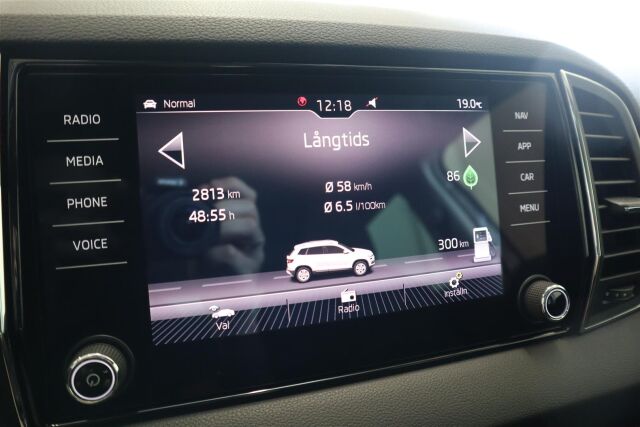 RADIO
MEDIA
PHONE
VOICE
Normal 12:18 19.0°C
Långtids
2813 km
48:55 h
Ø 58 km/h
Ø 6.5 l/100km
86
300 km
Val
Radio
Inställn.
NAV
APP
CAR
MENU